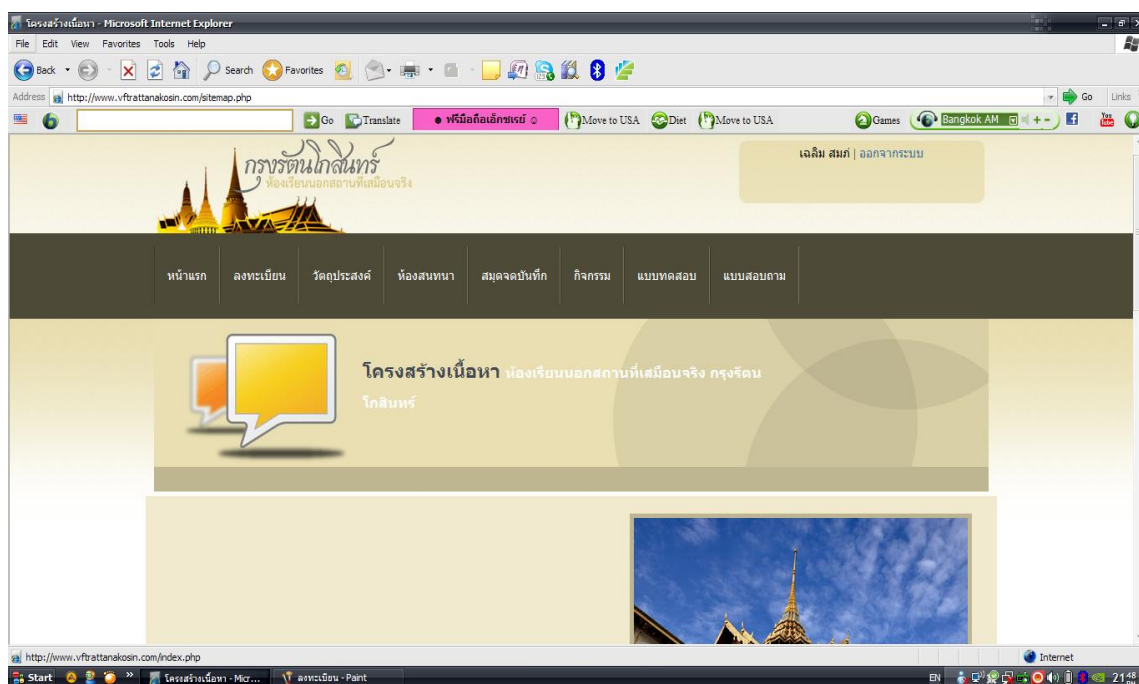 โครงสร้างเนื้อหา - Microsoft Internet Explorer
File Edit View Favorites Tools Help
Back Search Favorites
Address http://www.vftrattanakosin.com/sitemap.php Go Links
Go Translate ฟรีมือถือเอ็กซเรย์ Move to USA Diet Move to USA Games Bangkok AM You Tube
กรุงรัตนโกสินทร์
ห้องเรียนนอกสถานที่เสมือนจริง
เฉลิม สมภ่ | ออกจากระบบ
หน้าแรก ลงทะเบียน วัตถุประสงค์ ห้องสนทนา สมุดจดบันทึก กิจกรรม แบบทดสอบ แบบสอบถาม
โครงสร้างเนื้อหา ห้องเรียนนอกสถานที่เสมือนจริง กรุงรัตน
โกสินทร์
http://www.vftrattanakosin.com/index.php Internet
Start โครงสร้างเนื้อหา - Micr... ลงทะเบียน - Paint EN 21:48